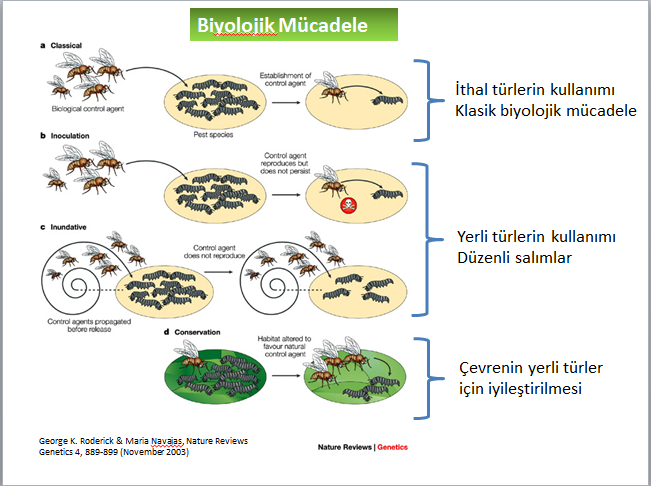 Biyolojik Mücadele
a Classical
Biological control agent
Pest species
Establishment of
control agent
İthal türlerin kullanımı
Klasik biyolojik mücadele
b Inoculation
Control agent
reproduces but
does not persist
c Inundative
Control agent
does not reproduce
Control agents propagated
before release
Yerli türlerin kullanımı
Düzenli salımlar
d Conservation
Habitat altered to
favour natural
control agent
Çevrenin yerli türler
için iyileştirilmesi
George K. Roderick & Maria Navajas, Nature Reviews
Genetics 4, 889-899 (November 2003)
Nature Reviews | Genetics